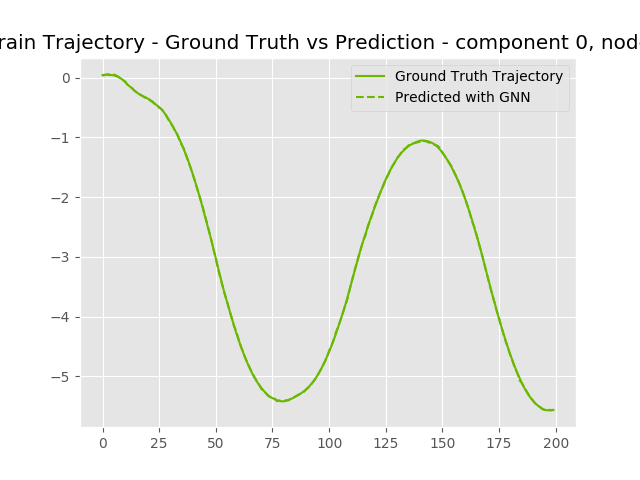 rain Trajectory - Ground Truth vs Prediction - component 0, nod
Ground Truth Trajectory
Predicted with GNN
0
−1
−2
−3
−4
−5
0 25 50 75 100 125 150 175 200